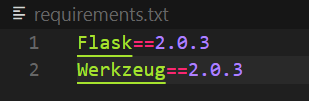 requirements.txt
1 Flask==2.0.3
2 Werkzeug==2.0.3